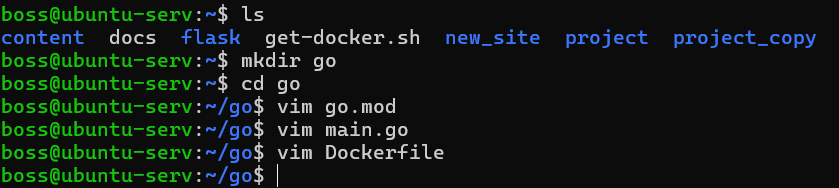 boss@ubuntu-serv:~$ ls
content  docs  flask  get-docker.sh  new_site  project  project_copy
boss@ubuntu-serv:~$ mkdir go
boss@ubuntu-serv:~$ cd go
boss@ubuntu-serv:~/go$ vim go.mod
boss@ubuntu-serv:~/go$ vim main.go
boss@ubuntu-serv:~/go$ vim Dockerfile
boss@ubuntu-serv:~/go$